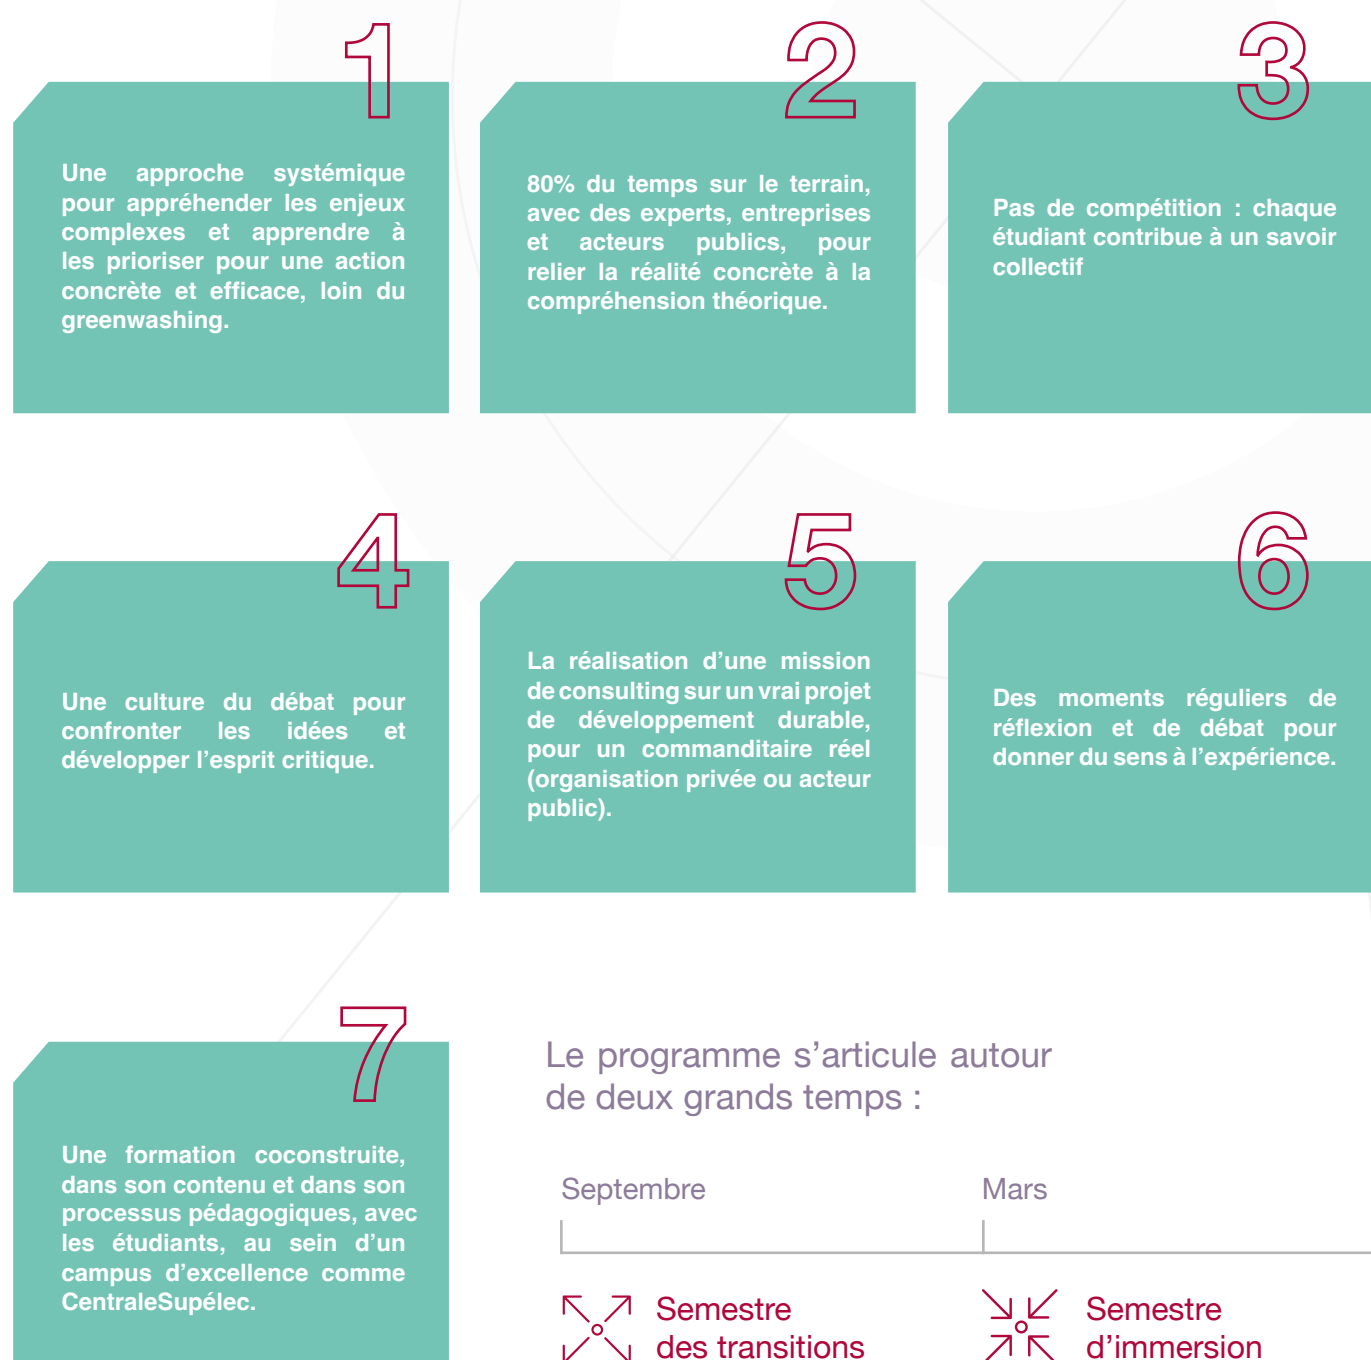 1
Une approche systémique
pour appréhender les enjeux
complexes et apprendre à
les prioriser pour une action
concrète et efficace, loin du
greenwashing.
2
80% du temps sur le terrain,
avec des experts, entreprises
et acteurs publics, pour
relier la réalité concrète à la
compréhension théorique.
3
Pas de compétition : chaque
étudiant contribue à un savoir
collectif
4
Une culture du débat pour
confronter les idées et
développer l’esprit critique.
5
La réalisation d’une mission
de consulting sur un vrai projet
de développement durable,
pour un commanditaire réel
(organisation privée ou acteur
public).
6
Des moments réguliers de
réflexion et de débat pour
donner du sens à l’expérience.
7
Une formation coconstruite,
dans son contenu et dans son
processus pédagogiques, avec
les étudiants, au sein d’un
campus d’excellence comme
CentraleSupélec.
Le programme s’articule autour
de deux grands temps :
Septembre
Mars
Semestre
des transitions
Semestre
d’immersion